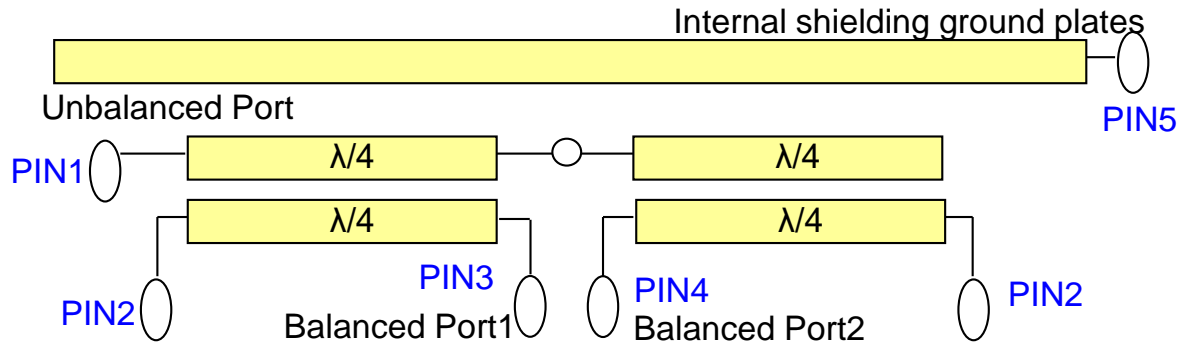 Internal shielding ground plates
Unbalanced Port
PIN5
PIN1
λ/4
λ/4
λ/4
λ/4
PIN2
PIN3
Balanced Port1
PIN4
Balanced Port2
PIN2